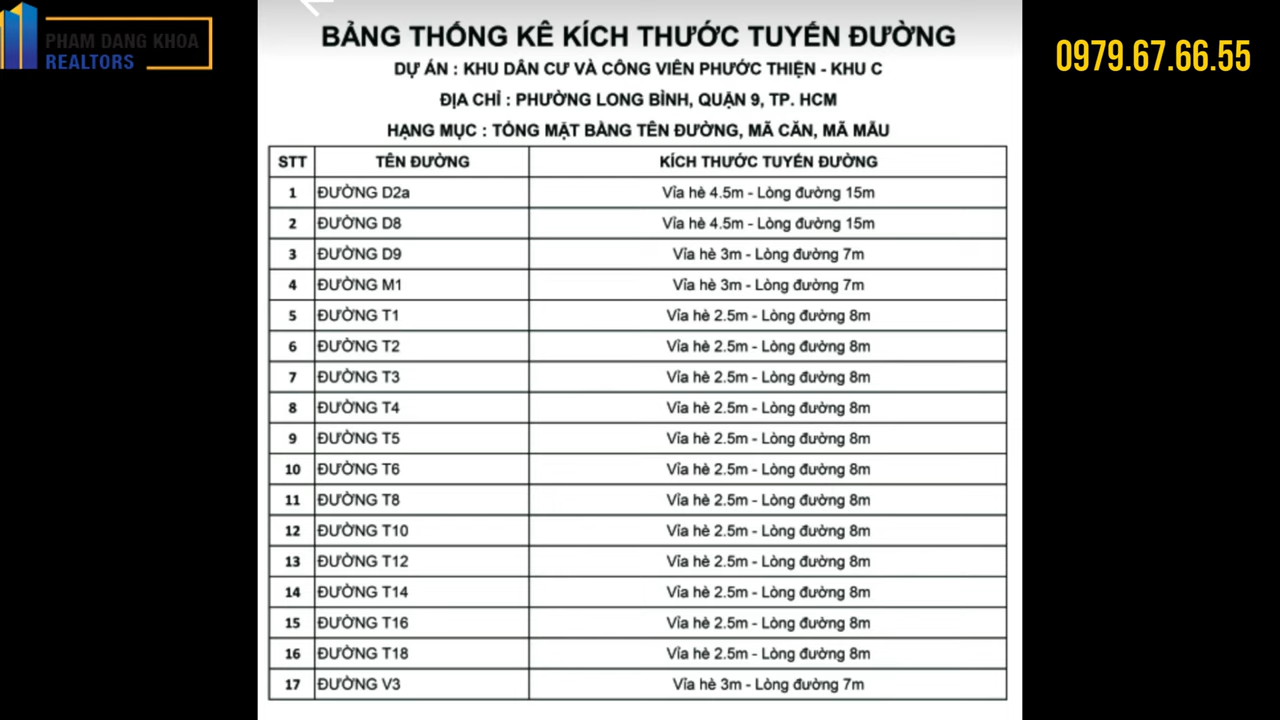 PHAM DANG KHOA
REALTORS
0979.67.66.55
BẢNG THỐNG KÊ KÍCH THƯỚC TUYẾN ĐƯỜNG
DỰ ÁN : KHU DÂN CƯ VÀ CÔNG VIÊN PHƯỚC THIỆN - KHU C
ĐỊA CHỈ : PHƯỜNG LONG BÌNH, QUẬN 9, TP. HCM
HẠNG MỤC : TỔNG MẶT BẰNG TÊN ĐƯỜNG, MÃ CĂN, MÃ MẪU
STT TÊN ĐƯỜNG KÍCH THƯỚC TUYẾN ĐƯỜNG
1 ĐƯỜNG D2a Vỉa hè 4.5m - Lòng đường 15m
2 ĐƯỜNG D8 Vỉa hè 4.5m - Lòng đường 15m
3 ĐƯỜNG D9 Vỉa hè 3m - Lòng đường 7m
4 ĐƯỜNG M1 Vỉa hè 3m - Lòng đường 7m
5 ĐƯỜNG T1 Vỉa hè 2.5m - Lòng đường 8m
6 ĐƯỜNG T2 Vỉa hè 2.5m - Lòng đường 8m
7 ĐƯỜNG T3 Vỉa hè 2.5m - Lòng đường 8m
8 ĐƯỜNG T4 Vỉa hè 2.5m - Lòng đường 8m
9 ĐƯỜNG T5 Vỉa hè 2.5m - Lòng đường 8m
10 ĐƯỜNG T6 Vỉa hè 2.5m - Lòng đường 8m
11 ĐƯỜNG T8 Vỉa hè 2.5m - Lòng đường 8m
12 ĐƯỜNG T10 Vỉa hè 2.5m - Lòng đường 8m
13 ĐƯỜNG T12 Vỉa hè 2.5m - Lòng đường 8m
14 ĐƯỜNG T14 Vỉa hè 2.5m - Lòng đường 8m
15 ĐƯỜNG T16 Vỉa hè 2.5m - Lòng đường 8m
16 ĐƯỜNG T18 Vỉa hè 2.5m - Lòng đường 8m
17 ĐƯỜNG V3 Vỉa hè 3m - Lòng đường 7m